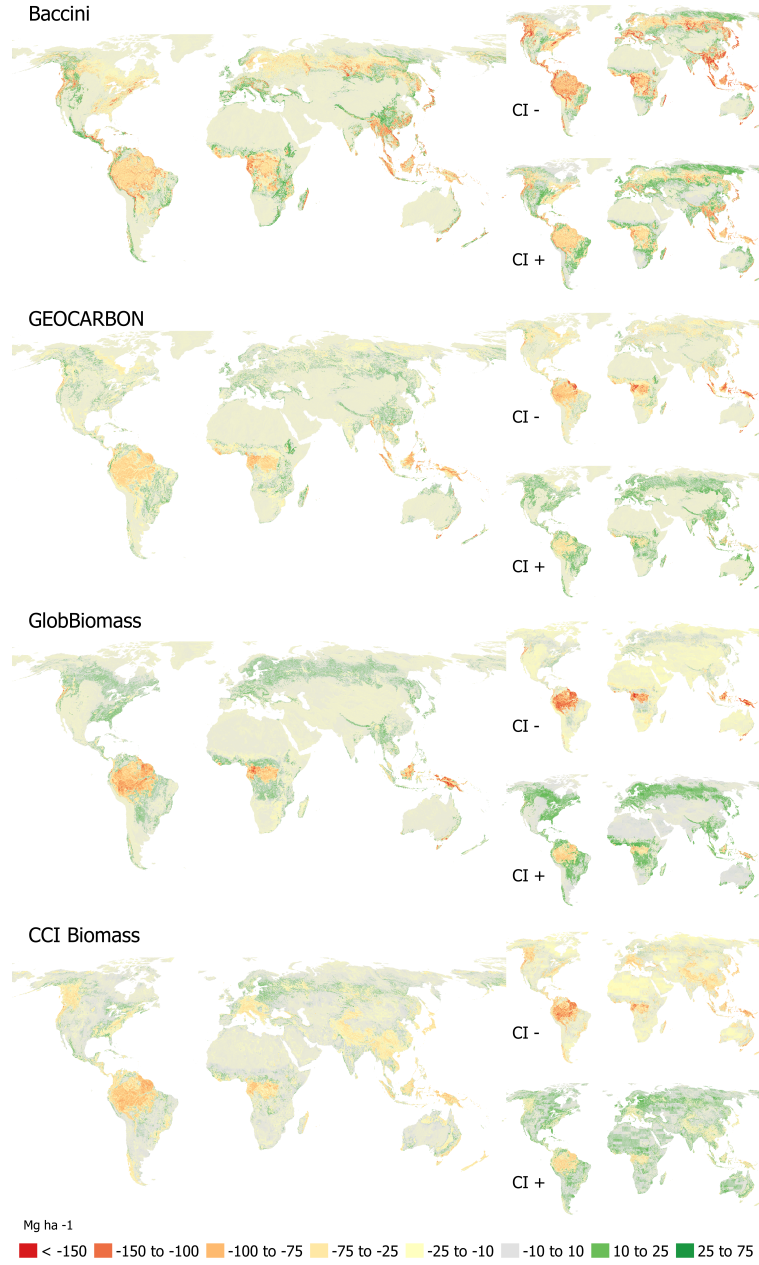 Baccini
CI -
CI +
GEOCARBON
CI -
CI +
GlobBiomass
CI -
CI +
CCI Biomass
CI -
CI +
Mg ha -1
< -150 -150 to -100 -100 to -75 -75 to -25 -25 to -10 -10 to 10 10 to 25 25 to 75